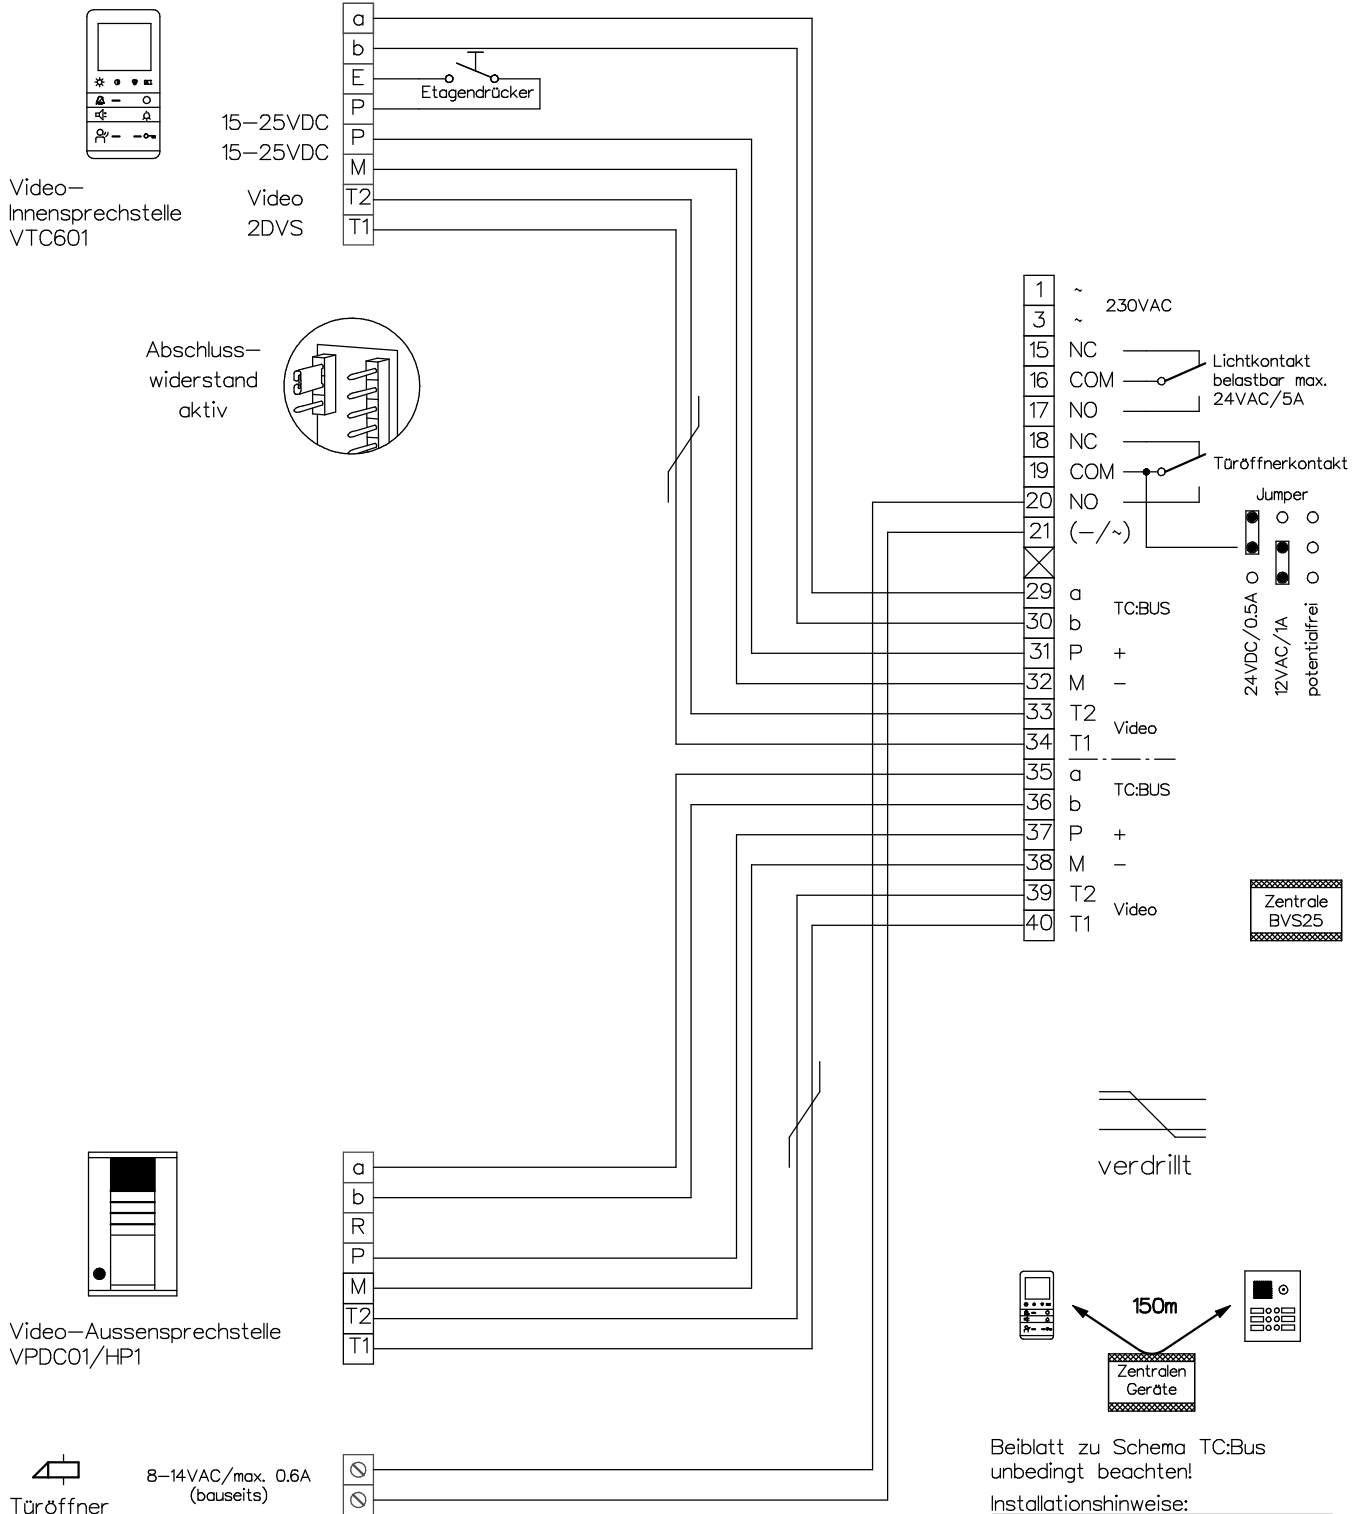 a
b
E
P
P
M
T2
T1
Etagendrücker
15-25VDC
15-25VDC
Video
2DVS
Video-
Innensprechstelle
VTC601
Abschluss-
widerstand
aktiv
1 ~
230VAC
3 ~
15 NC
16 COM
17 NO
Lichtkontakt
belastbar max.
24VAC/5A
18 NC
19 COM
20 NO
Türöffnerkontakt
Jumper
21 (-/~)
24VDC/0.5A
12VAC/1A
potentialfrei
29 a
TC:BUS
30 b
31 P +
32 M -
33 T2
Video
34 T1
35 a
TC:BUS
36 b
37 P +
38 M -
39 T2
Video
40 T1
Zentrale
BVS25
verdrillt
a
b
R
P
M
T2
T1
Video-Aussensprechstelle
VPDC01/HP1
150m
Zentralen
Geräte
Türöffner
8-14VAC/max. 0.6A
(bauseits)
Beiblatt zu Schema TC:Bus
unbedingt beachten!
Installationshinweise: